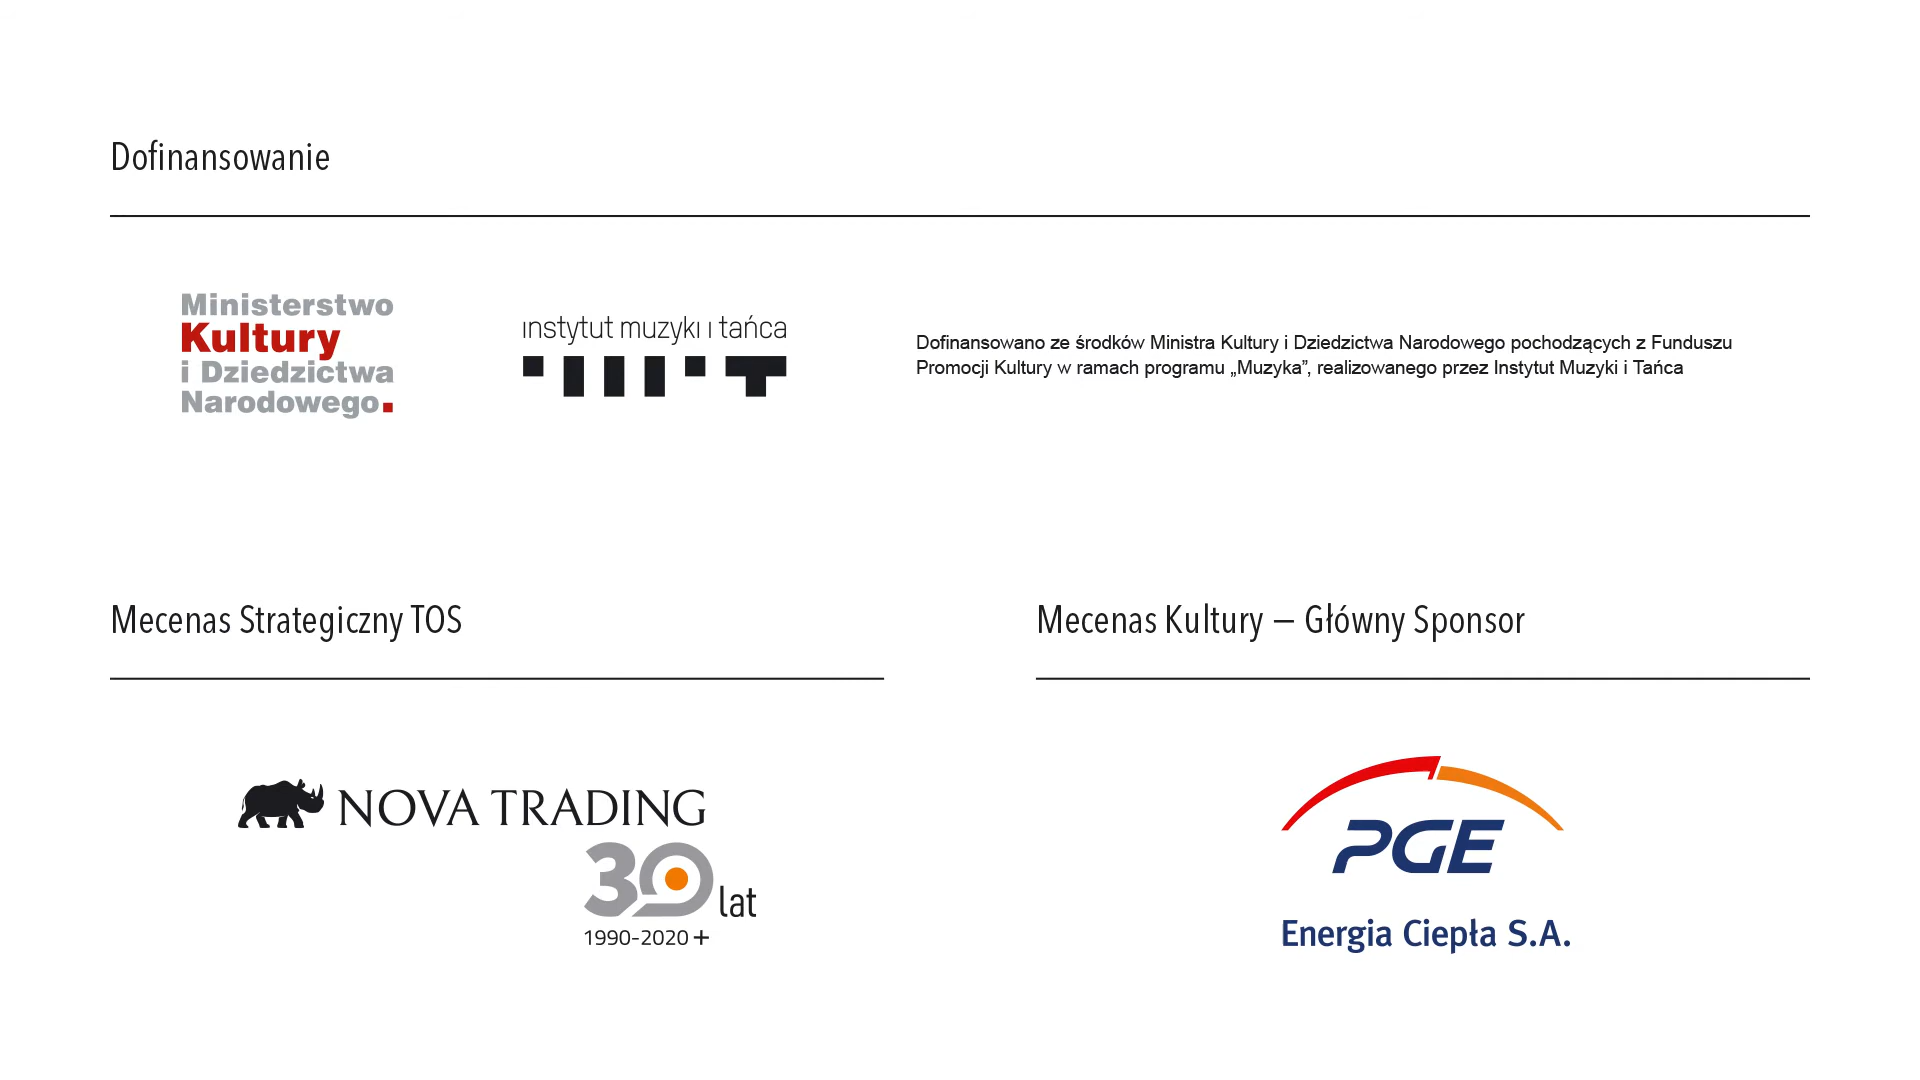 Dofinansowanie
Ministerstwo
Kultury
i Dziedzictwa
Narodowego.
ınstytut muzykı ı tańca
Dofinansowano ze środków Ministra Kultury i Dziedzictwa Narodowego pochodzących z Funduszu
Promocji Kultury w ramach programu „Muzyka”, realizowanego przez Instytut Muzyki i Tańca
Mecenas Strategiczny TOS
NOVA TRADING
30 lat
1990-2020+
Mecenas Kultury — Główny Sponsor
PGE
Energia Ciepła S.A.